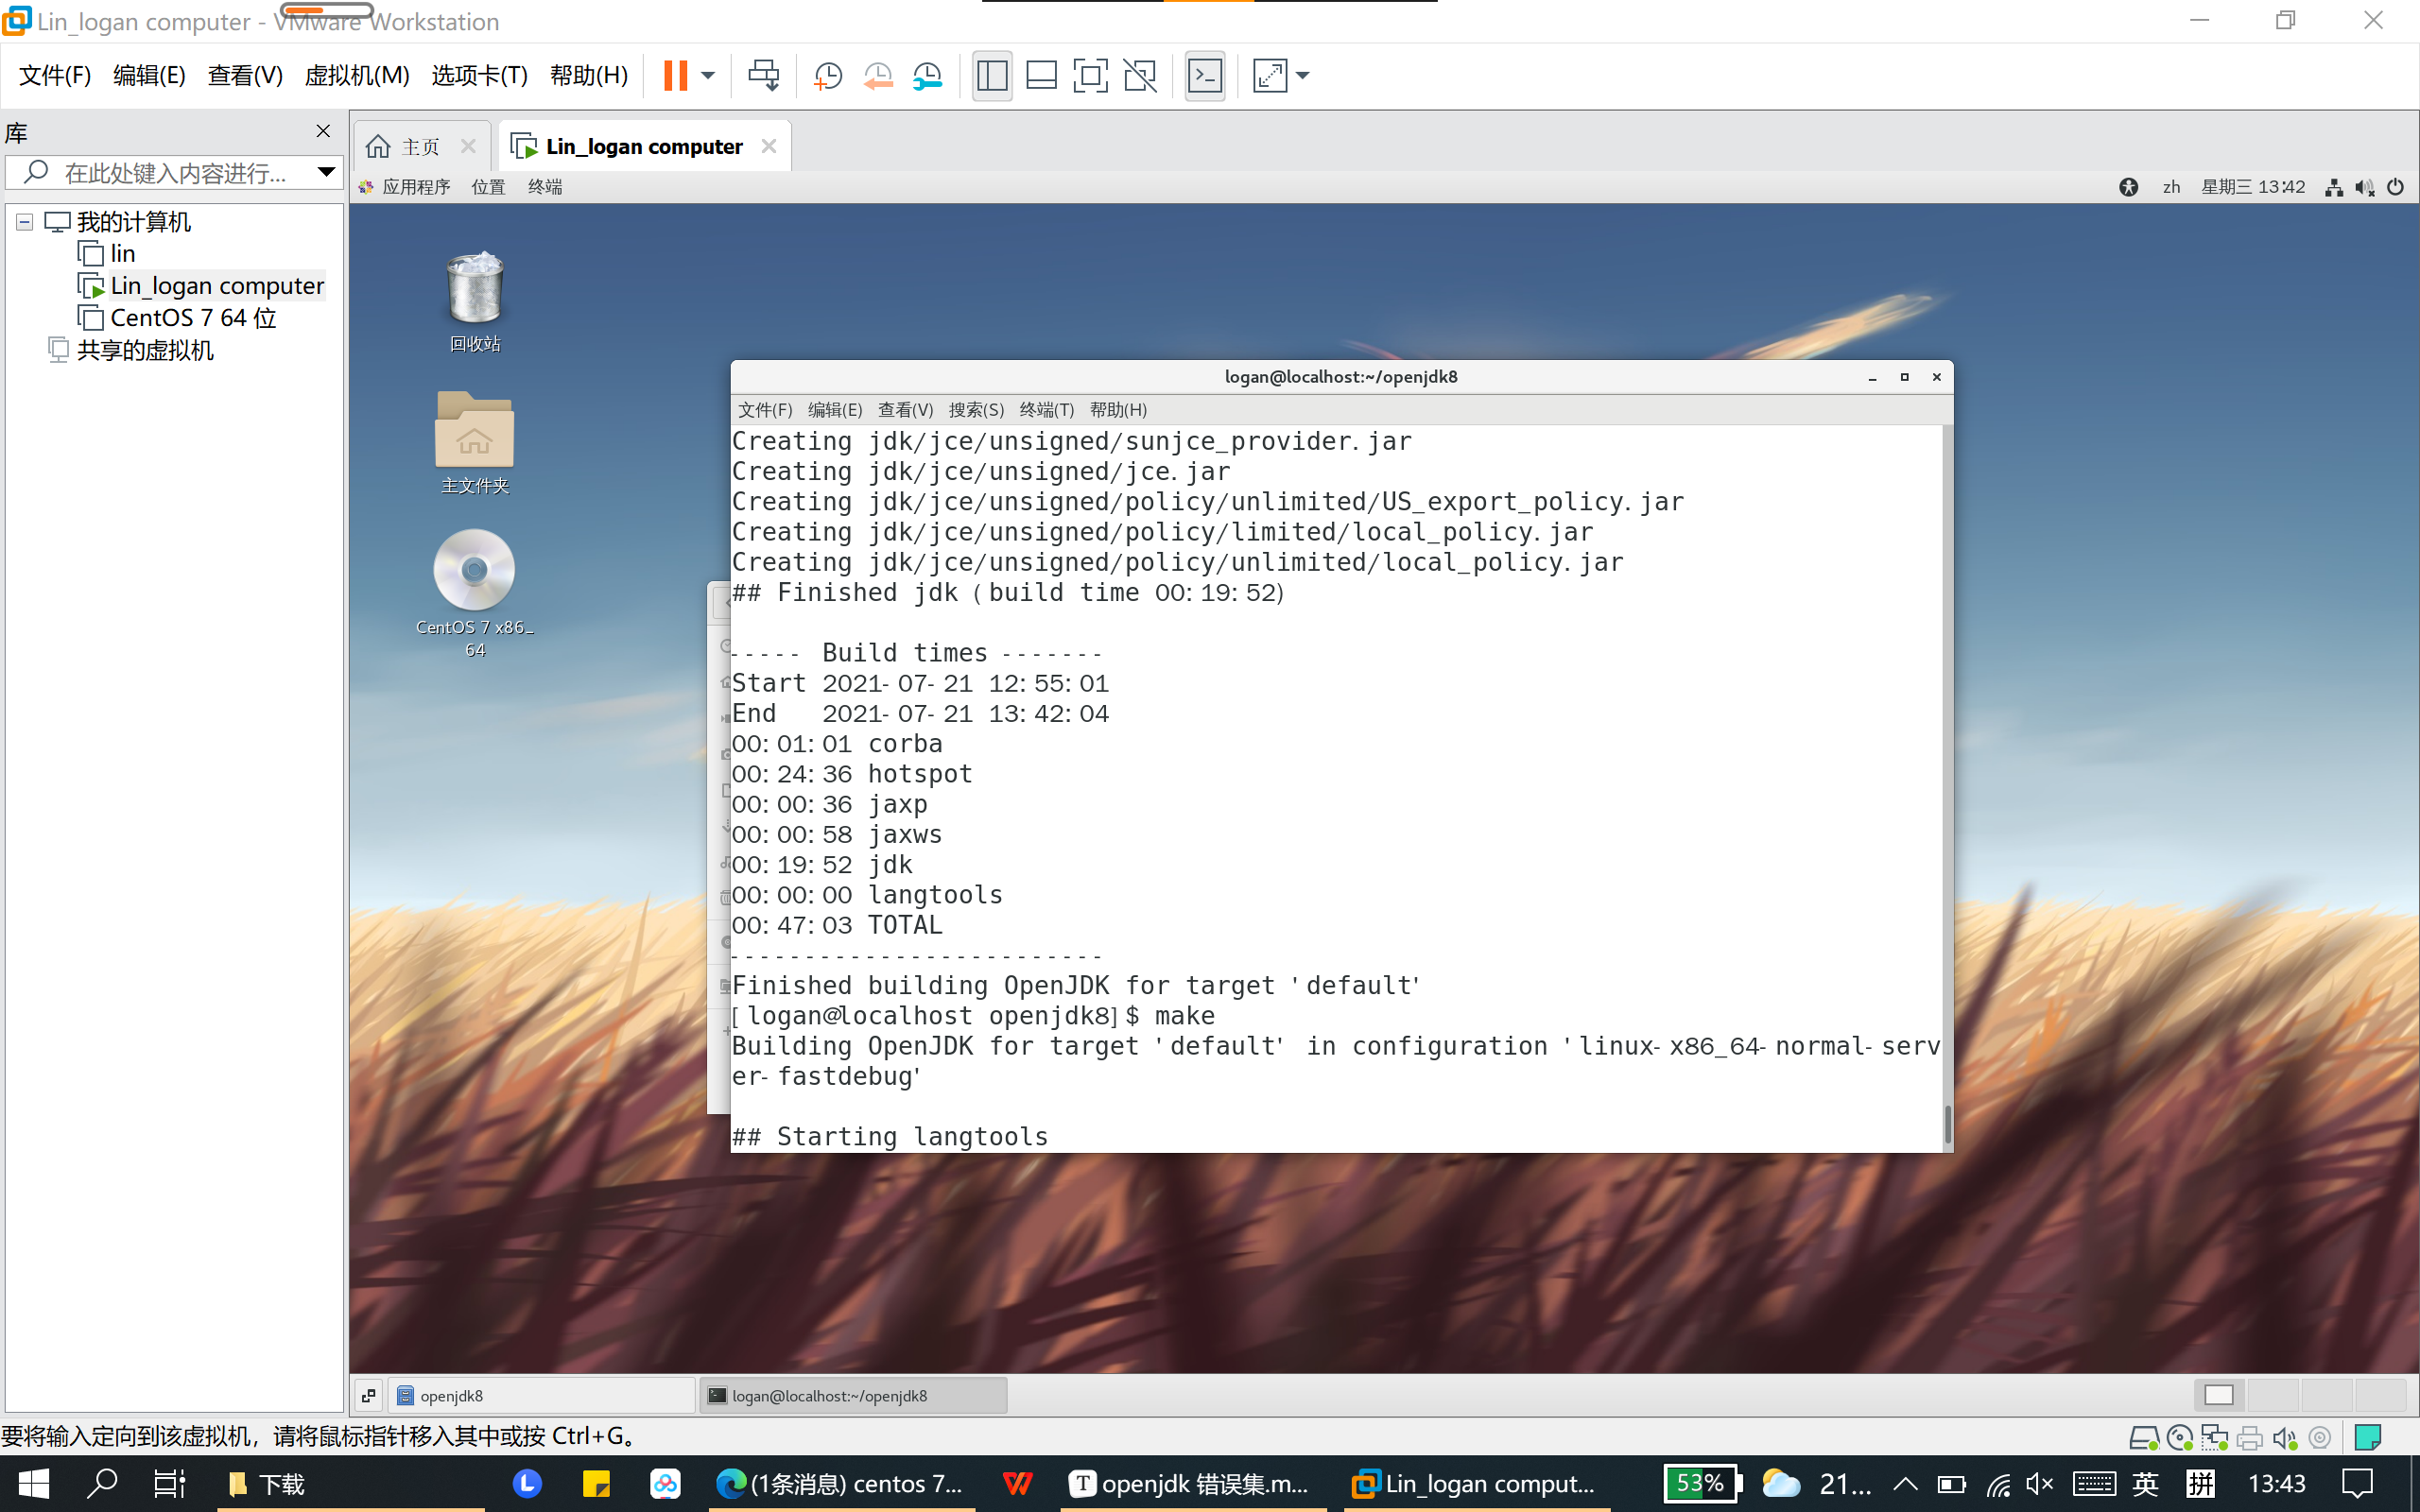 Lin_logan computer - VMware Workstation
文件(F) 编辑(E) 查看(V) 虚拟机(M) 选项卡(T) 帮助(H)
库
在此处键入内容进行...
我的计算机
lin
Lin_logan computer
CentOS 7 64 位
共享的虚拟机
主页
Lin_logan computer
应用程序 位置 终端
zh 星期三 13:42
回收站
主文件夹
CentOS 7 x86_
64
logan@localhost:~/openjdk8
文件(F) 编辑(E) 查看(V) 搜索(S) 终端(T) 帮助(H)
Creating jdk/jce/unsigned/sunjce_provider.jar
Creating jdk/jce/unsigned/jce.jar
Creating jdk/jce/unsigned/policy/unlimited/US_export_policy.jar
Creating jdk/jce/unsigned/policy/limited/local_policy.jar
Creating jdk/jce/unsigned/policy/unlimited/local_policy.jar
## Finished jdk (build time 00:19:52)
----- Build times -------
Start 2021-07-21 12:55:01
End   2021-07-21 13:42:04
00:01:01 corba
00:24:36 hotspot
00:00:36 jaxp
00:00:58 jaxws
00:19:52 jdk
00:00:00 langtools
00:47:03 TOTAL
-------------------------
Finished building OpenJDK for target 'default'
[logan@localhost openjdk8]$ make
Building OpenJDK for target 'default' in configuration 'linux-x86_64-normal-serv
er-fastdebug'
## Starting langtools
openjdk8
logan@localhost:~/openjdk8
要将输入定向到该虚拟机，请将鼠标指针移入其中或按 Ctrl+G。
下载
L
(1条消息) centos 7...
T
openjdk 错误集.m...
Lin_logan comput...
53%
21...
英
拼
13:43